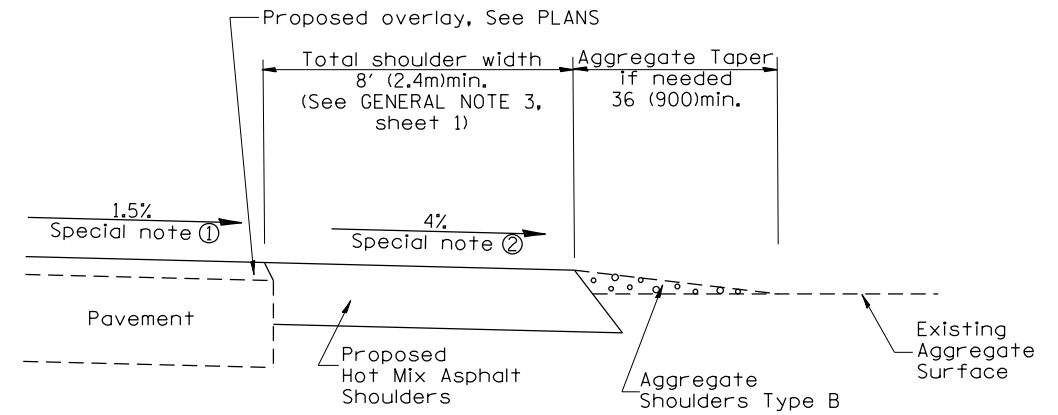 Proposed overlay, See PLANS
Total shoulder width
8' (2.4m)min.
(See GENERAL NOTE 3,
sheet 1)
Aggregate Taper
if needed
36 (900)min.
1.5%
Special note ①
4%
Special note ②
Pavement
Proposed
Hot Mix Asphalt
Shoulders
Aggregate
Shoulders Type B
Existing
Aggregate
Surface